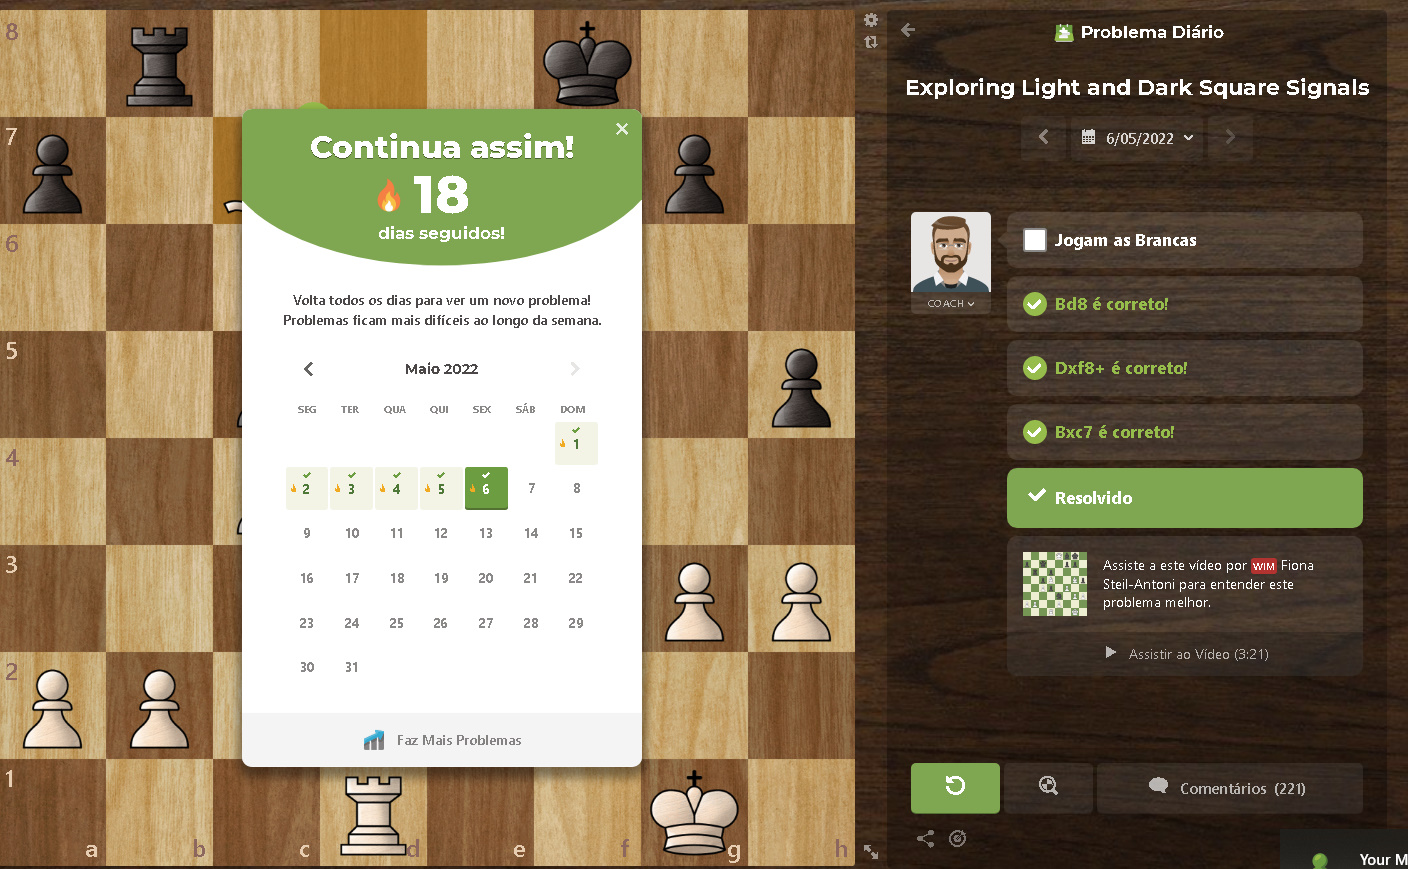 8
7
6
5
4
3
2
1
a
b
c
d
e
f
g
h
Continua assim!
18
dias seguidos!
Volta todos os dias para ver um novo problema!
Problemas ficam mais difíceis ao longo da semana.
Maio 2022
SEG TER QUA QUI SEX SÁB DOM
1
2 3 4 5 6 7 8
9 10 11 12 13 14 15
16 17 18 19 20 21 22
23 24 25 26 27 28 29
30 31
Faz Mais Problemas
Problema Diário
Exploring Light and Dark Square Signals
6/05/2022
COACH
Jogam as Brancas
Bd8 é correto!
Dxf8+ é correto!
Bxc7 é correto!
Resolvido
Assiste a este vídeo por WIM Fiona
Steil-Antoni para entender este
problema melhor.
Assistir ao Vídeo (3:21)
Comentários (221)
Your M